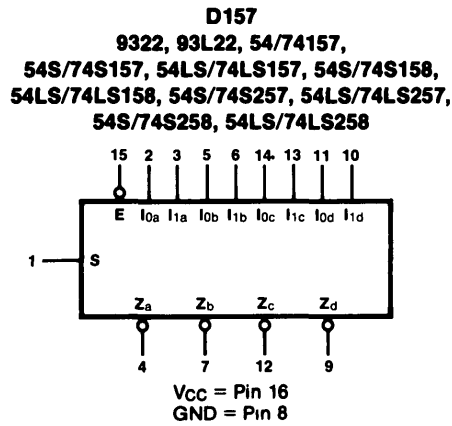 D157
9322, 93L22, 54/74157,
54S/74S157, 54LS/74LS157, 54S/74S158,
54LS/74LS158, 54S/74S257, 54LS/74LS257,
54S/74S258, 54LS/74LS258
15 2 3 5 6 14 13 11 10
E I0a I1a I0b I1b I0c I1c I0d I1d
1 S
Za Zb Zc Zd
4 7 12 9
VCC = Pin 16
GND = Pin 8